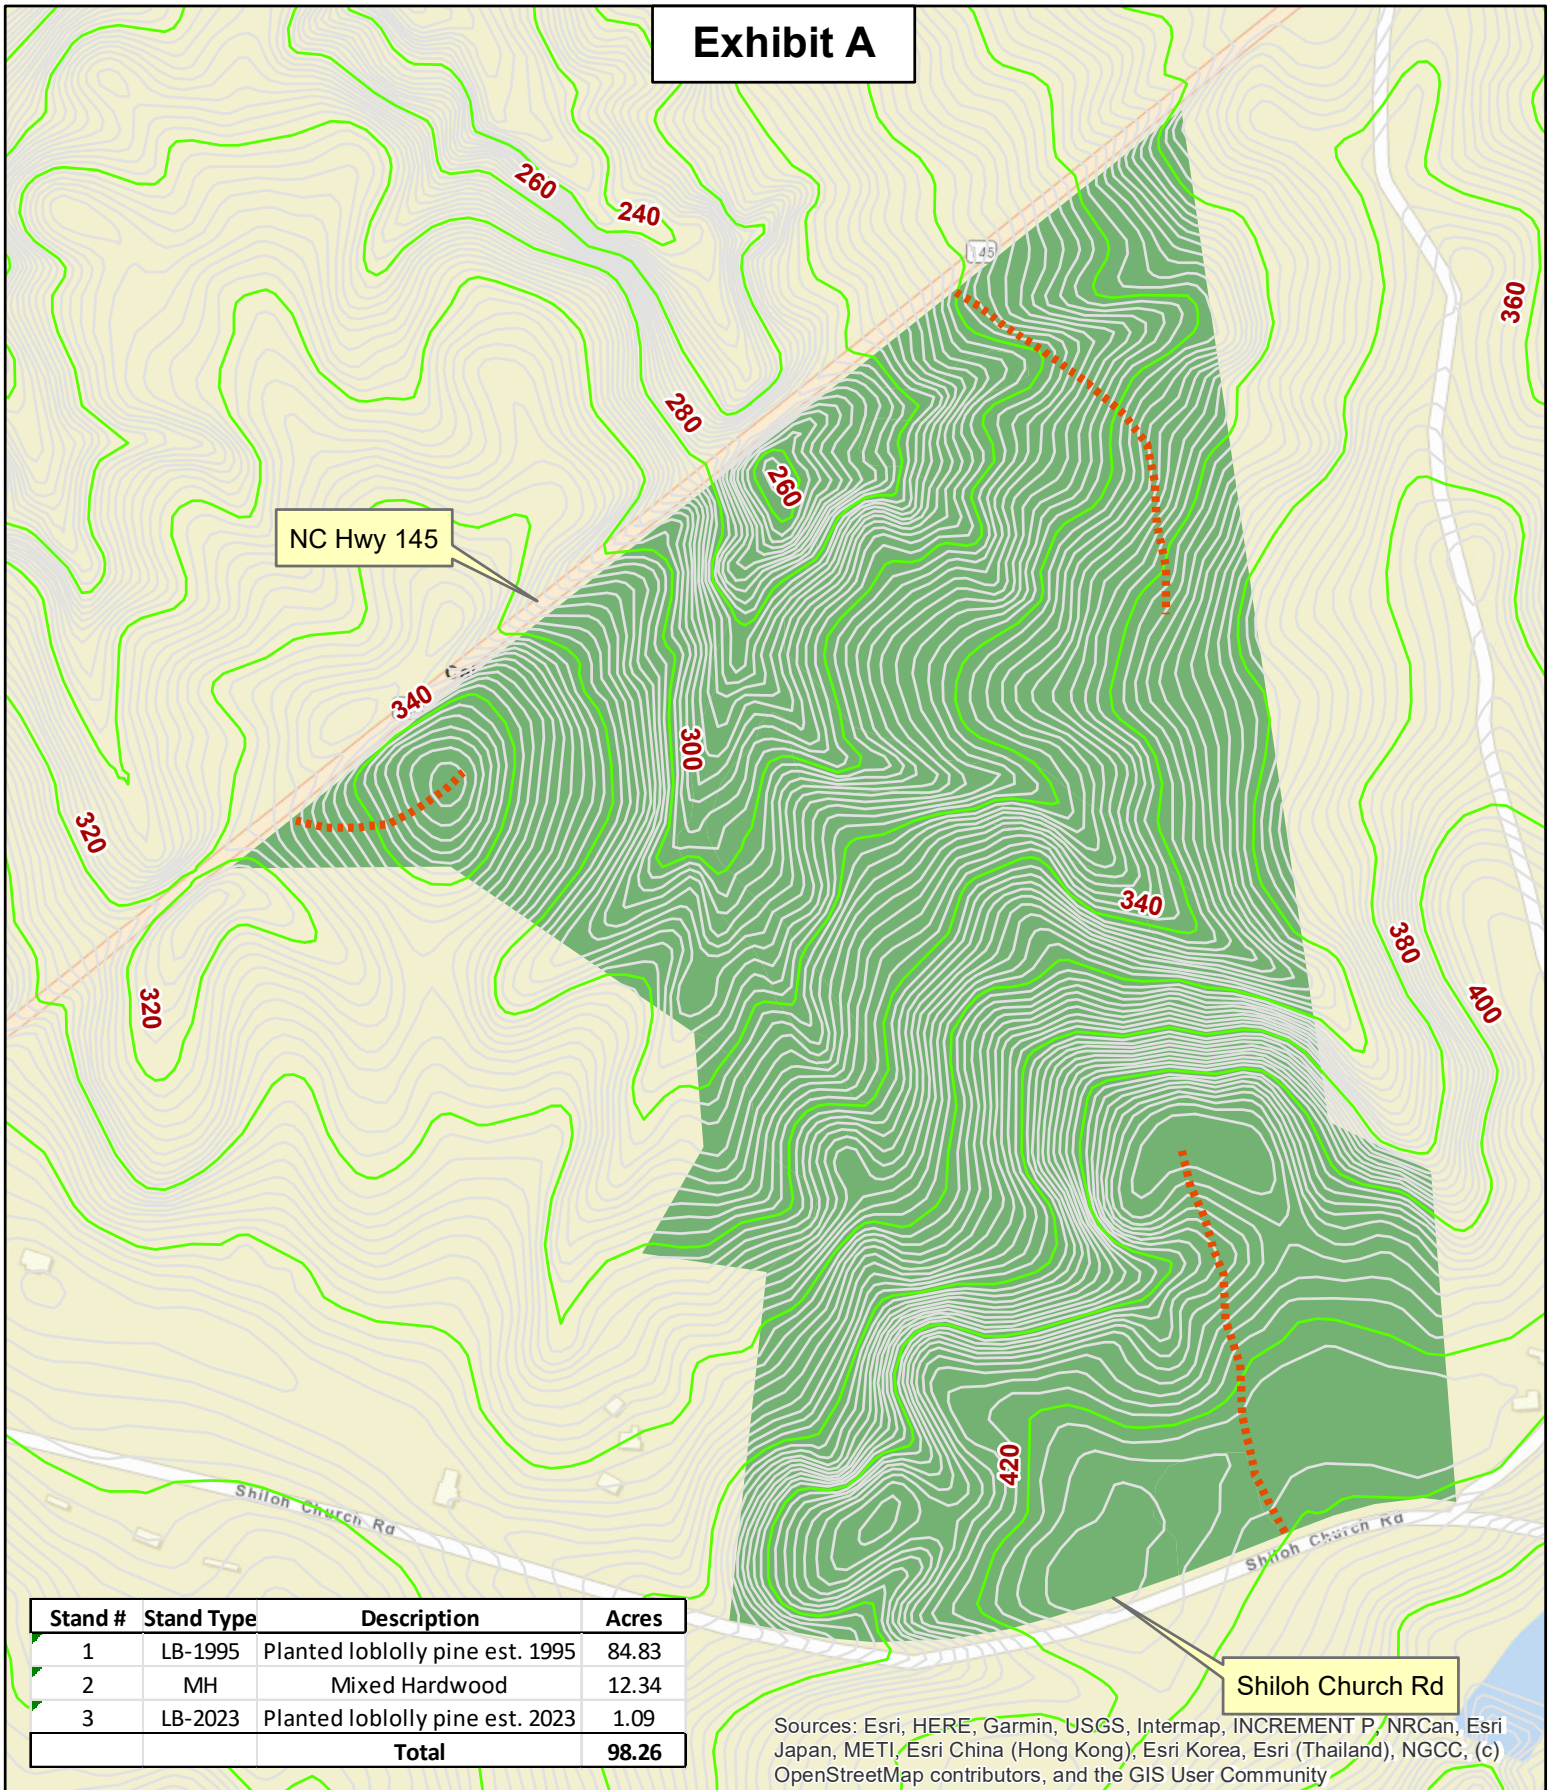 Exhibit A
260
240
145
360
280
260
NC Hwy 145
340
300
320
340
380
320
400
420
Shiloh Church Rd
Shiloh Church Rd
Stand # Stand Type Description Acres
1 LB-1995 Planted loblolly pine est. 1995 84.83
2 MH Mixed Hardwood 12.34
3 LB-2023 Planted loblolly pine est. 2023 1.09
Total 98.26
Shiloh Church Rd
Sources: Esri, HERE, Garmin, USGS, Intermap, INCREMENT P, NRCan, Esri
Japan, METI, Esri China (Hong Kong), Esri Korea, Esri (Thailand), NGCC, (c)
OpenStreetMap contributors, and the GIS User Community